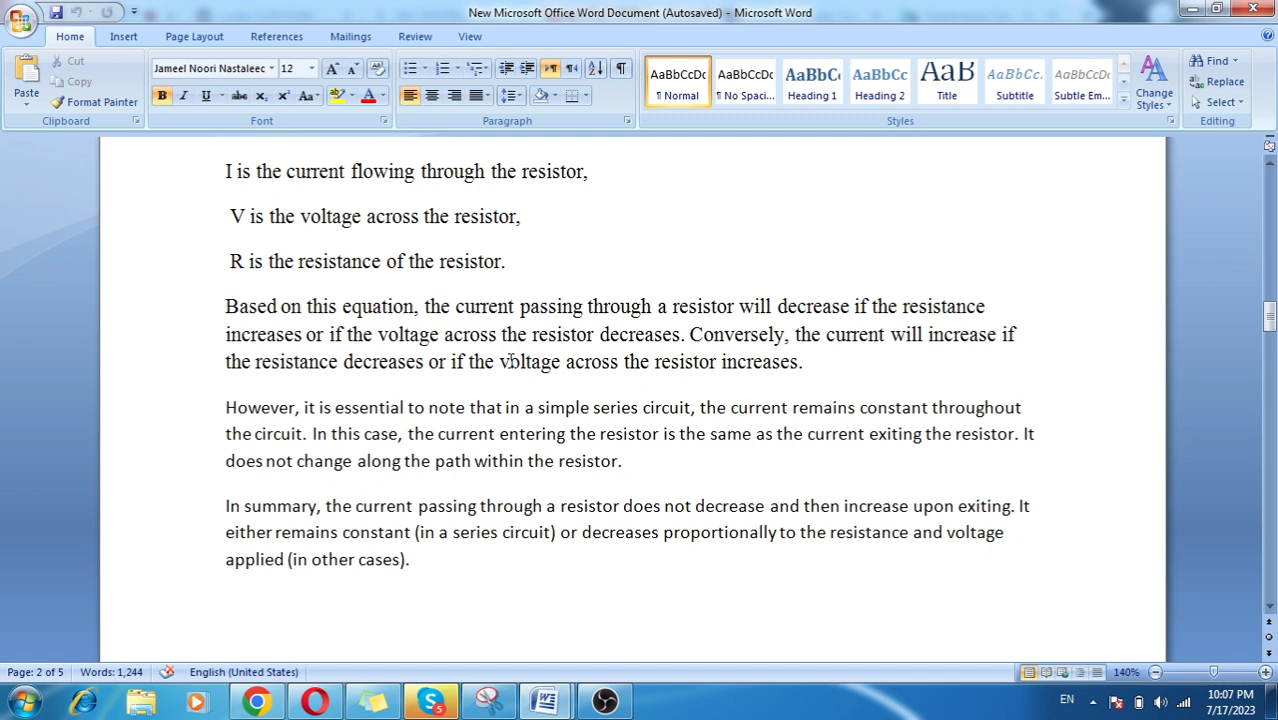 New Microsoft Office Word Document (Autosaved) - Microsoft Word
Home Insert Page Layout References Mailings Review View
Paste Cut Copy Format Painter
Jameel Noori Nastaleec 12
AaBbCcDc AaBbCcDc AaBbC AaBbCc AaB AaBbCcL AaBbCcDc
¶ Normal ¶ No Spaci... Heading 1 Heading 2 Title Subtitle Subtle Em...
Change Styles
Find Replace Select
Clipboard Font Paragraph Styles Editing
I is the current flowing through the resistor,
V is the voltage across the resistor,
R is the resistance of the resistor.
Based on this equation, the current passing through a resistor will decrease if the resistance
increases or if the voltage across the resistor decreases. Conversely, the current will increase if
the resistance decreases or if the voltage across the resistor increases.
However, it is essential to note that in a simple series circuit, the current remains constant throughout
the circuit. In this case, the current entering the resistor is the same as the current exiting the resistor. It
does not change along the path within the resistor.
In summary, the current passing through a resistor does not decrease and then increase upon exiting. It
either remains constant (in a series circuit) or decreases proportionally to the resistance and voltage
applied (in other cases).
Page: 2 of 5 Words: 1,244 English (United States) 140%
EN 10:07 PM
7/17/2023